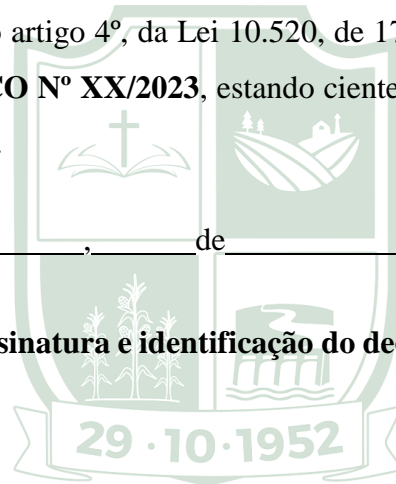 o artigo 4º, da Lei 10.520, de 17
CO Nº XX/2023, estando ciente
,            de
sinatura e identificação do de
29 · 10 · 1952